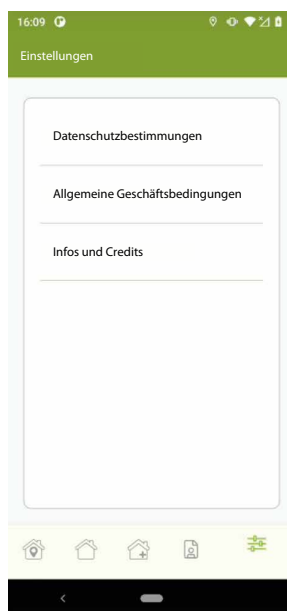 16:09
Einstellungen
Datenschutzbestimmungen
Allgemeine Geschäftsbedingungen
Infos und Credits